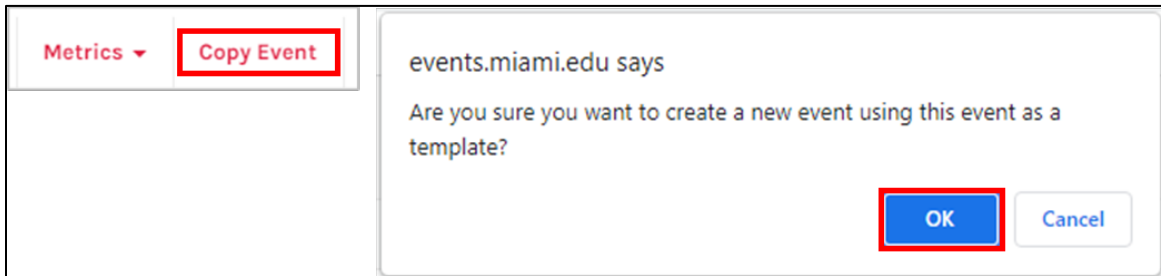 Metrics Copy Event
events.miami.edu says
Are you sure you want to create a new event using this event as a
template?
OK Cancel